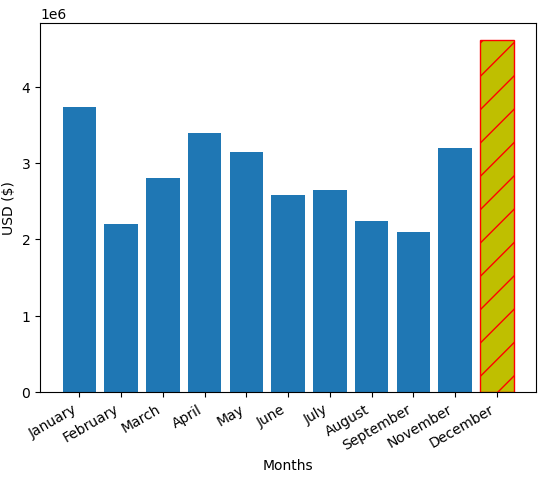 1e6
4
3
2
1
0
USD ($)
January
February
March
April
May
June
July
August
September
November
December
Months